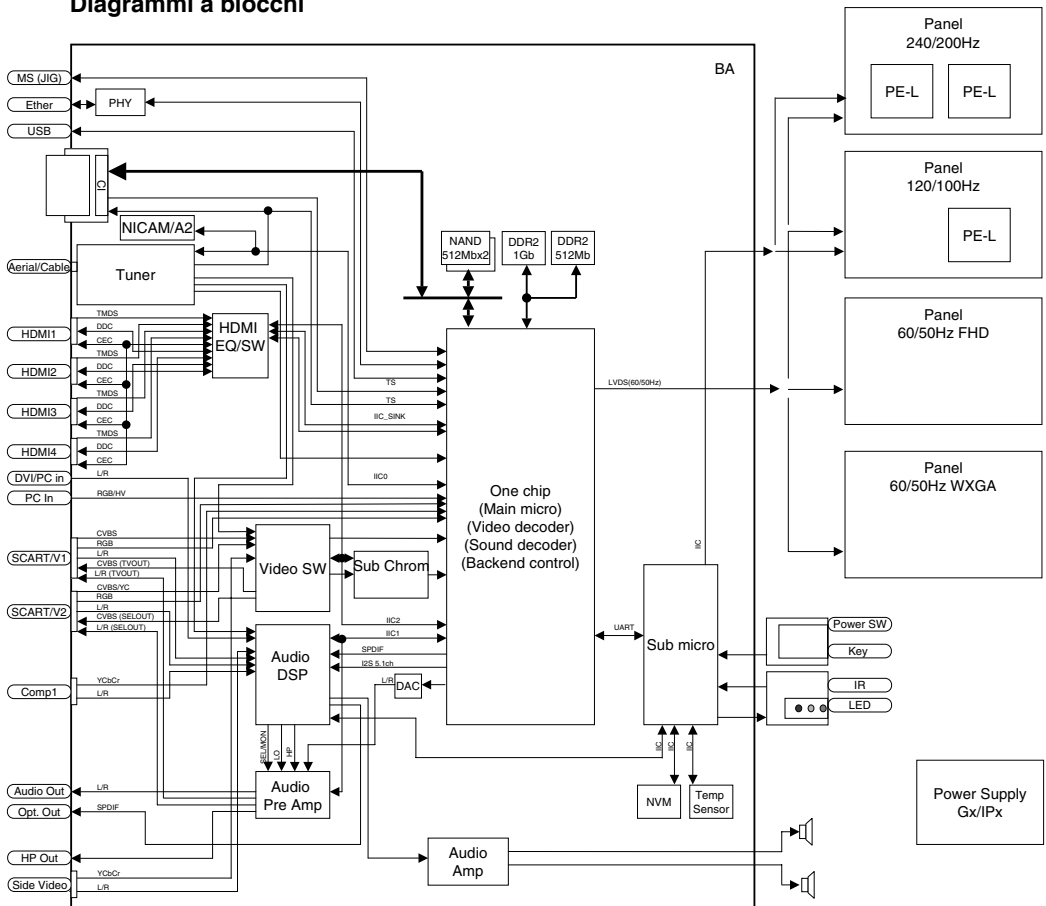 Diagrammi a blocchi
BA
MS (JIG)
Ether
PHY
USB
CI
NICAM/A2
Aerial/Cable
Tuner
NAND
512Mbx2
DDR2
1Gb
DDR2
512Mb
Panel
240/200Hz
PE-L
PE-L
Panel
120/100Hz
PE-L
Panel
60/50Hz FHD
Panel
60/50Hz WXGA
HDMI1
HDMI2
HDMI3
HDMI4
TMDS
DDC
CEC
TMDS
DDC
CEC
TMDS
DDC
CEC
TMDS
DDC
CEC
HDMI
EQ/SW
TS
TS
IIC_SINK
IIC0
LVDS(60/50Hz)
DVI/PC in
L/R
PC In
RGB/HV
One chip
(Main micro)
(Video decoder)
(Sound decoder)
(Backend control)
SCART/V1
CVBS
RGB
L/R
CVBS (TVOUT)
L/R (TVOUT)
SCART/V2
CVBS/YC
RGB
L/R
CVBS (SELOUT)
L/R (SELOUT)
Video SW
Sub Chrom
IIC2
IIC1
SPDIF
I2S 5.1ch
L/R
DAC
Audio
DSP
Comp1
YCbCr
L/R
SEL/MON
LO
HP
Audio
Pre Amp
Audio Out
L/R
Opt. Out
SPDIF
HP Out
Side Video
YCbCr
L/R
Audio
Amp
UART
IIC
Sub micro
IIC
IIC
IIC
NVM
Temp
Sensor
Power SW
Key
IR
LED
Power Supply
Gx/IPx